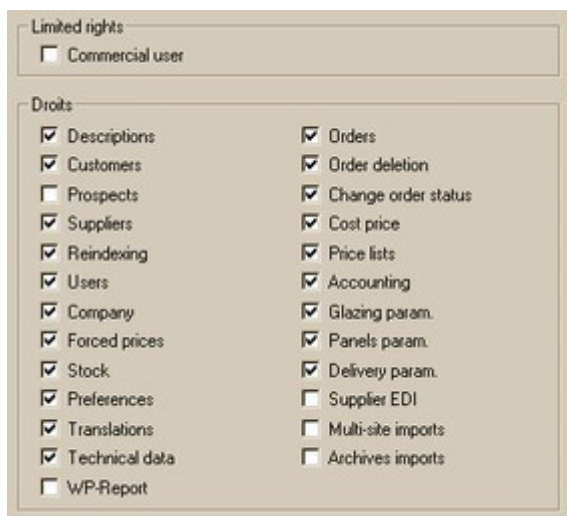 Limited rights
Commercial user
Droits
Descriptions
Customers
Prospects
Suppliers
Reindexing
Users
Company
Forced prices
Stock
Preferences
Translations
Technical data
WP-Report
Orders
Order deletion
Change order status
Cost price
Price lists
Accounting
Glazing param.
Panels param.
Delivery param.
Supplier EDI
Multi-site imports
Archives imports